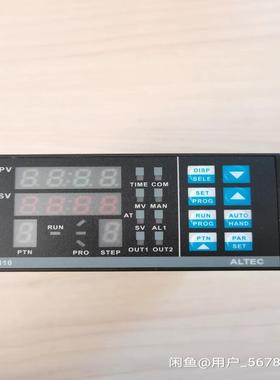 PV
SV
TIME COM
MV MAN
AT
SV AL1
OUT1 OUT2
RUN
PTN PRO STEP
DISP SELE
SET PROG
RUN PROG
AUTO HAND
PTN
PAR SET
ALTEC
闲鱼@用户_5678